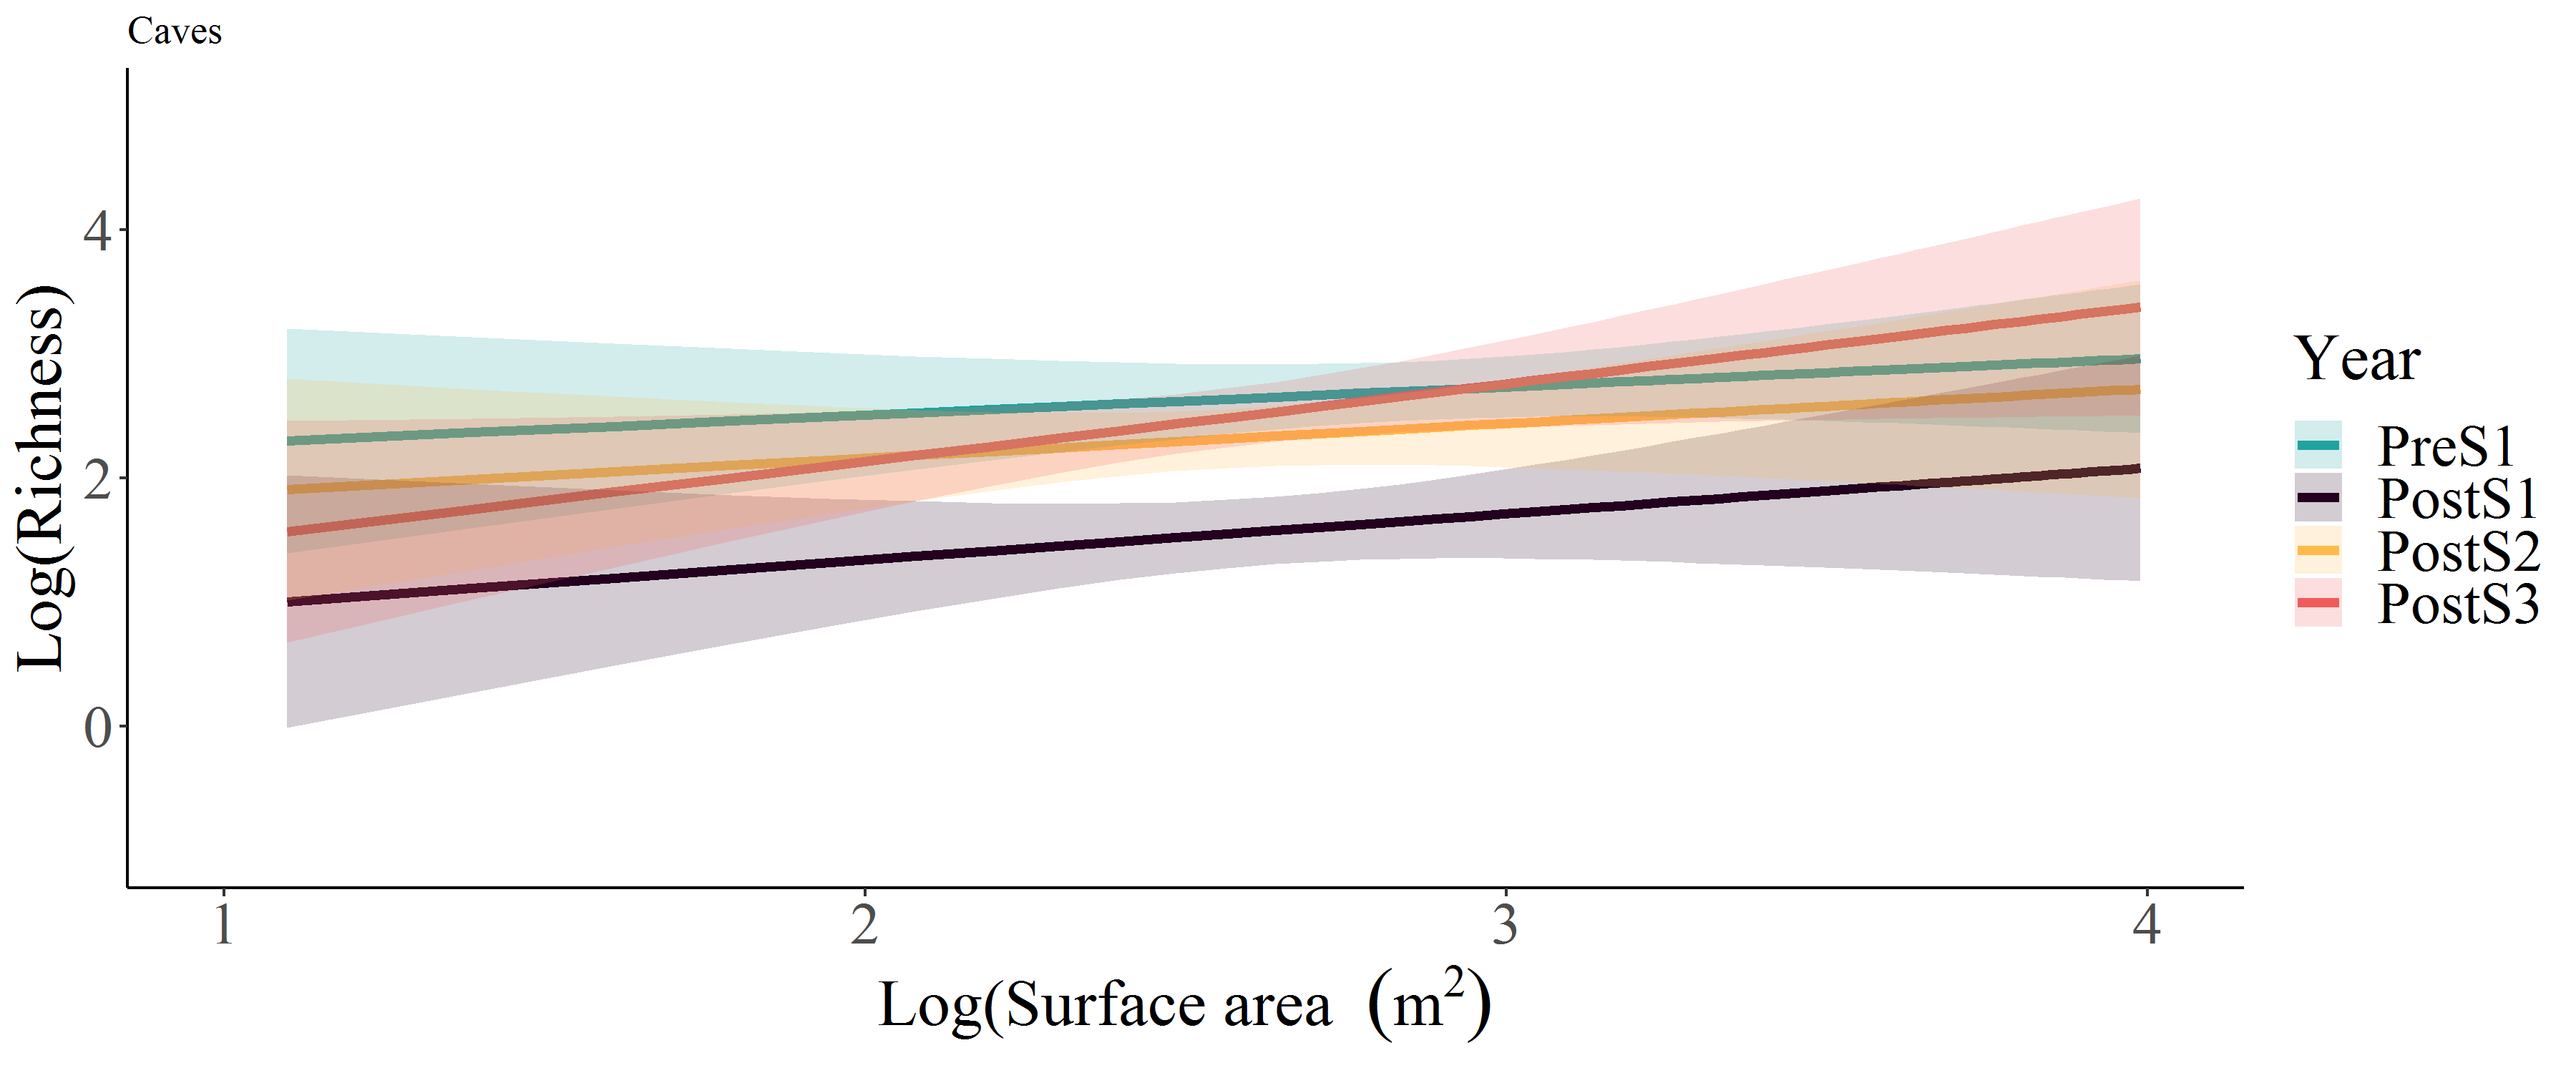 Caves
Log(Richness)
4
2
0
1 2 3 4
Log(Surface area (m²)
Year
PreS1
PostS1
PostS2
PostS3